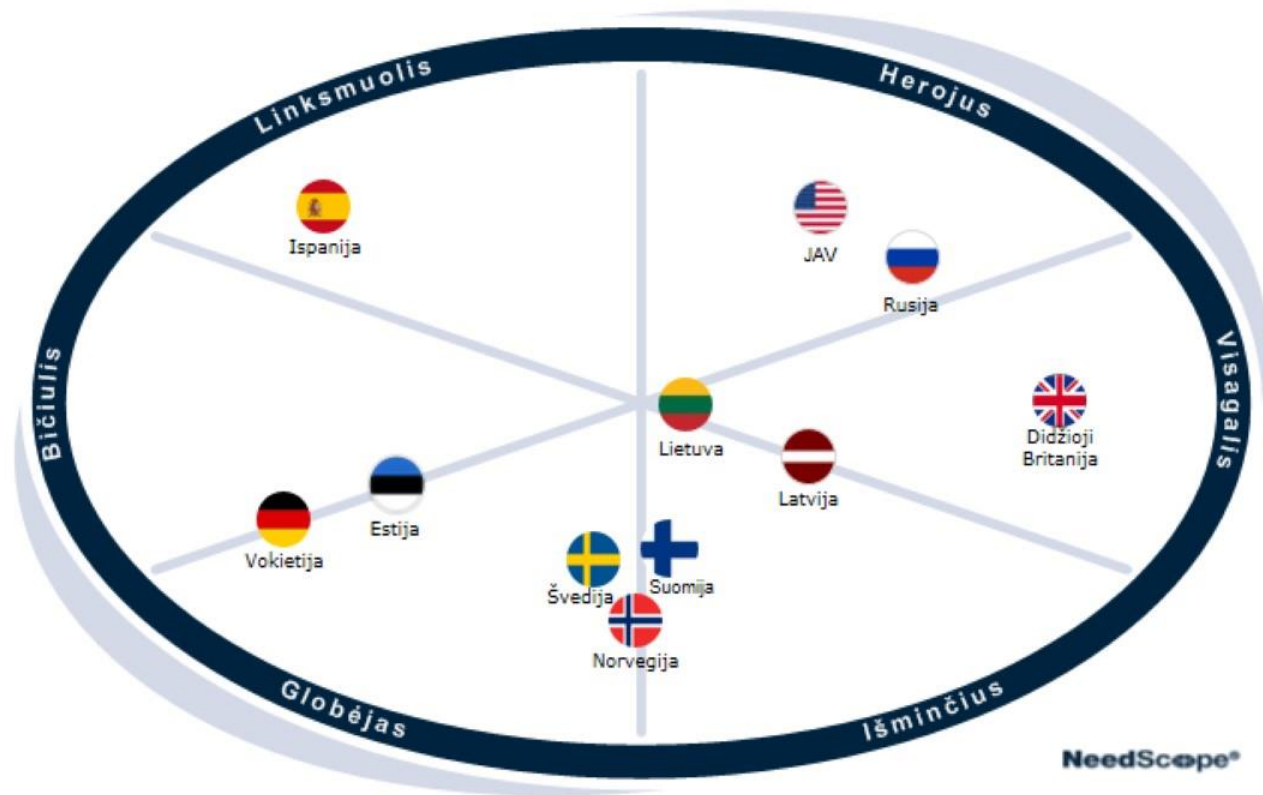 Linksmuolis
Herojus
Ispanija
JAV
Rusija
Bičiulis
Visagalis
Lietuva
Didžioji
Britanija
Latvija
Estija
Vokietija
Švedija
Suomija
Norvegija
Globėjas
Išminčius
NeedScope®